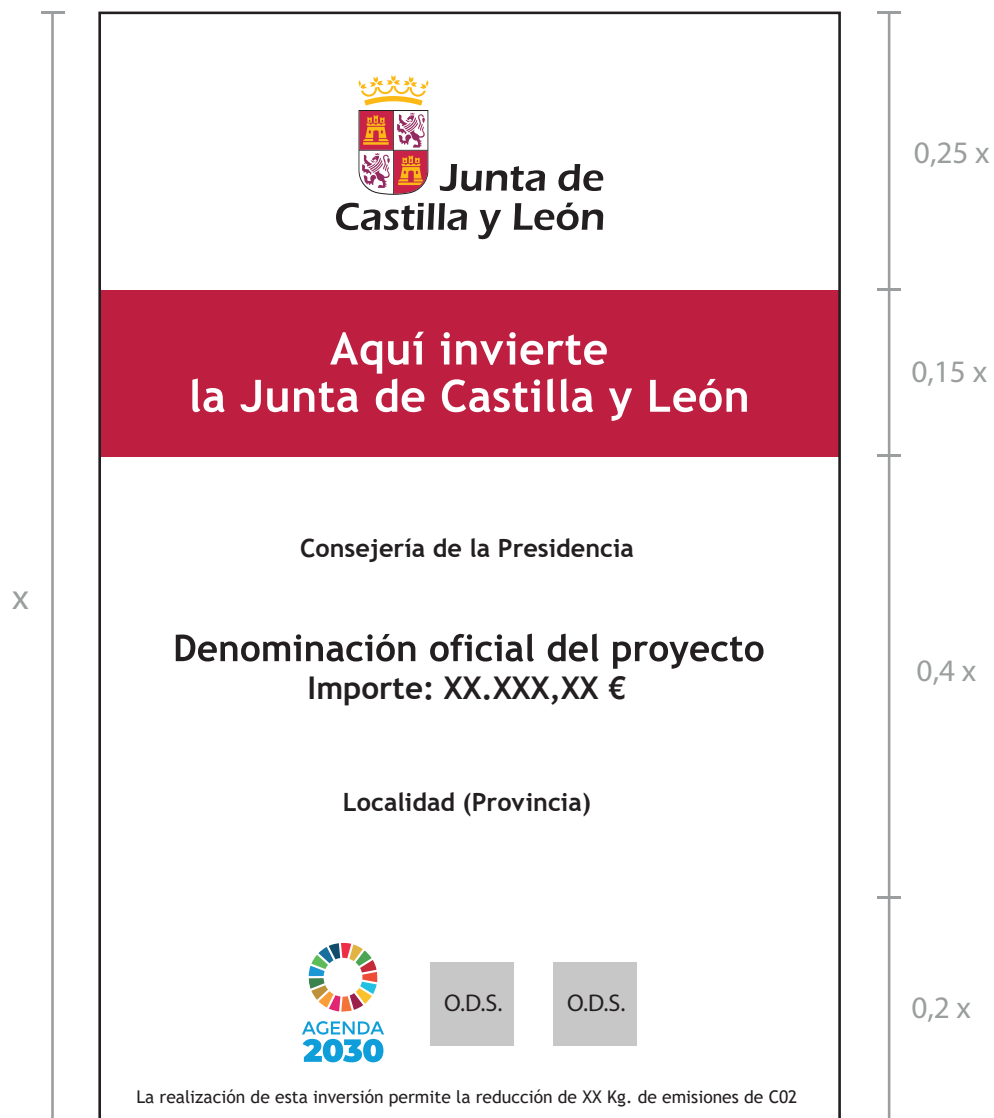 Junta de
Castilla y León
0,25 x
Aquí invierte
la Junta de Castilla y León
0,15 x
Consejería de la Presidencia
x
Denominación oficial del proyecto
Importe: XX.XXX,XX €
0,4 x
Localidad (Provincia)
O.D.S.
O.D.S.
0,2 x
AGENDA
2030
La realización de esta inversión permite la reducción de XX Kg. de emisiones de C02